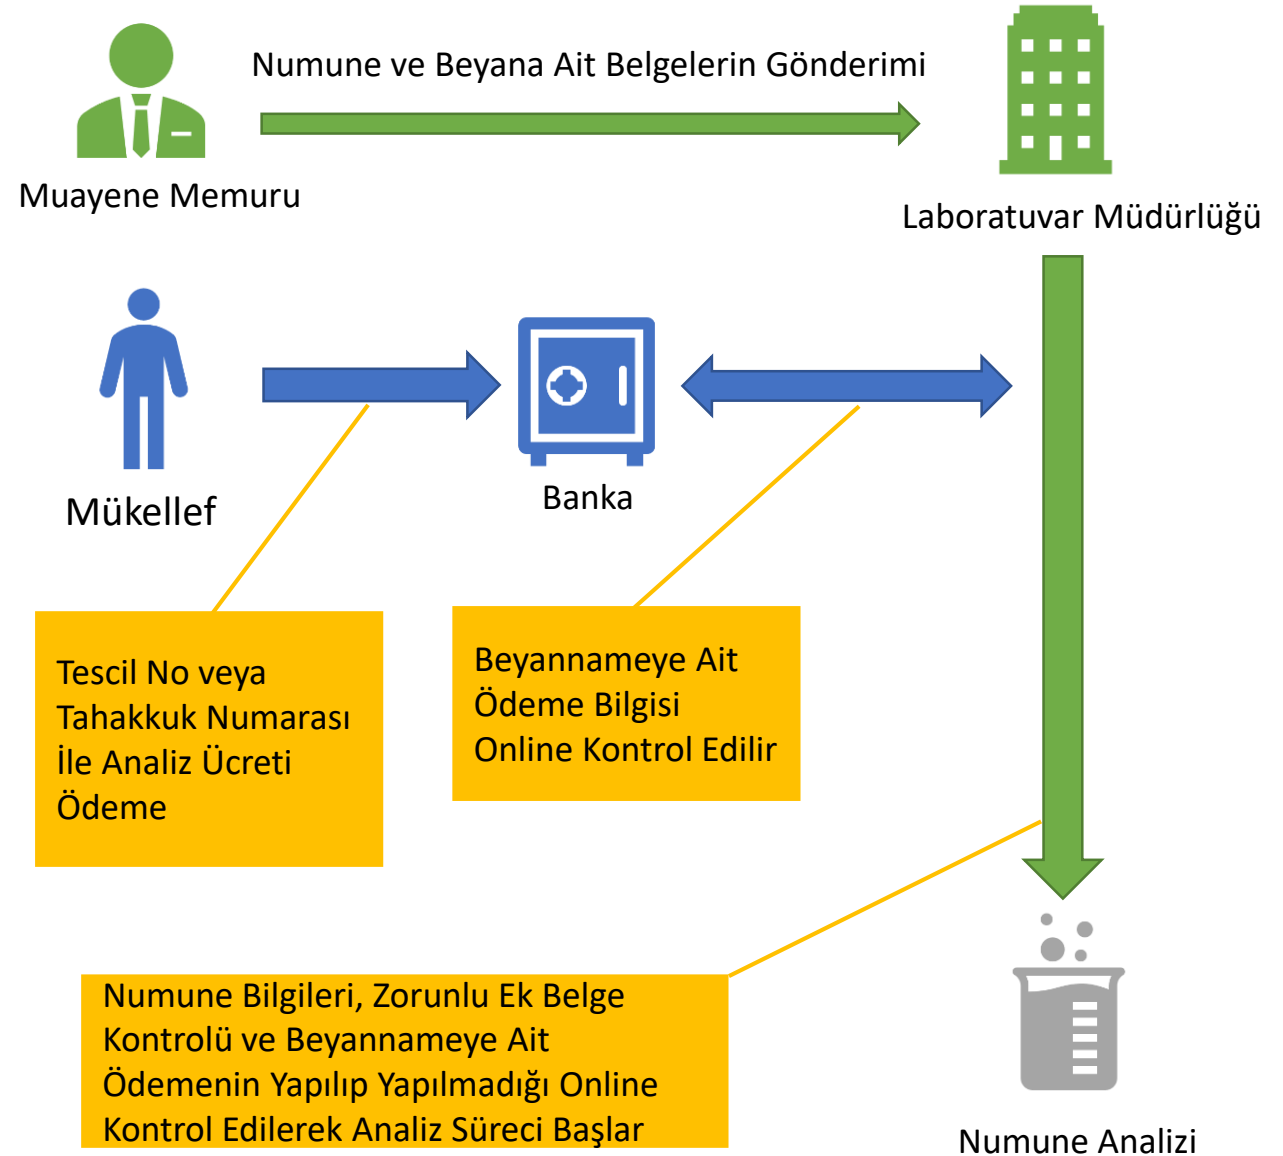 Numune ve Beyana Ait Belgelerin Gönderimi
Muayene Memuru
Laboratuvar Müdürlüğü
Mükellef
Banka
Tescil No veya
Tahakkuk Numarası
İle Analiz Ücreti
Ödeme
Beyannameye Ait
Ödeme Bilgisi
Online Kontrol Edilir
Numune Bilgileri, Zorunlu Ek Belge
Kontrolü ve Beyannameye Ait
Ödemenin Yapılıp Yapılmadığı Online
Kontrol Edilerek Analiz Süreci Başlar
Numune Analizi